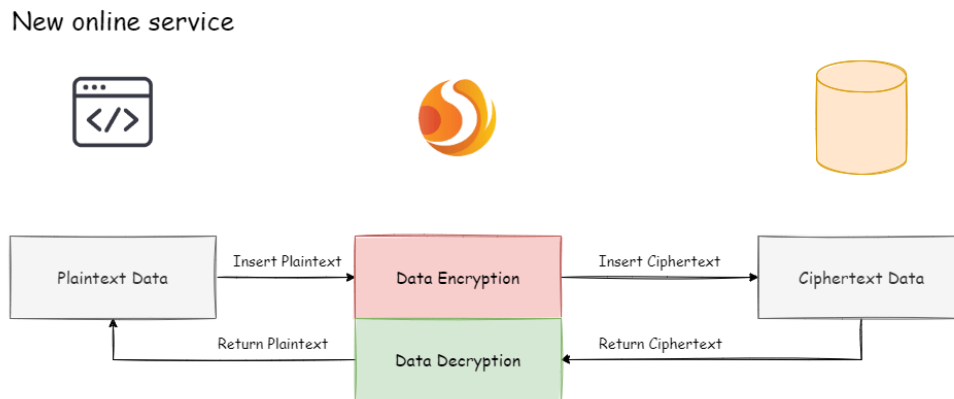 New online service
</>
Insert Plaintext
Insert Ciphertext
Plaintext Data
Data Encryption
Ciphertext Data
Return Plaintext
Return Ciphertext
Data Decryption